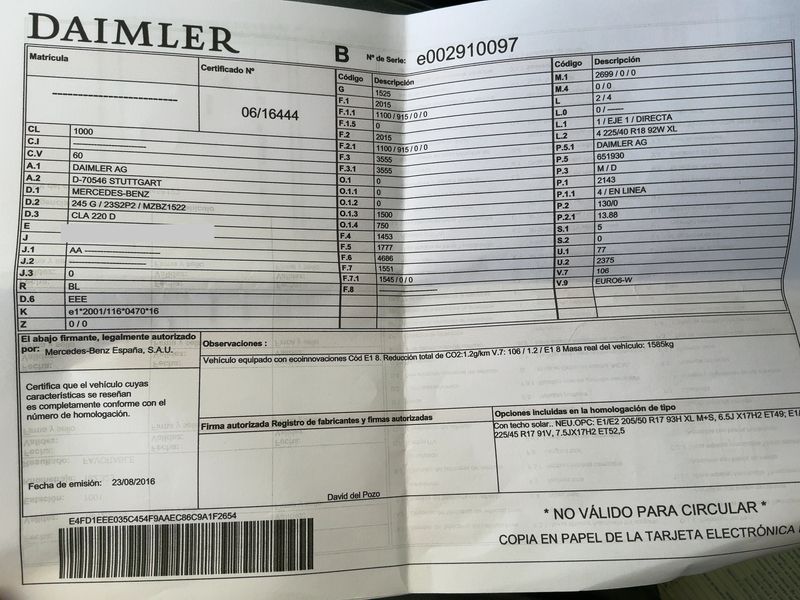 DAIMLER
B Nº de Serie: e002910097
Matrícula
Certificado Nº
06/16444
CL 1000
C.I
C.V 60
A.1 DAIMLER AG
A.2 D-70546 STUTTGART
D.1 MERCEDES-BENZ
D.2 245 G / 23S2P2 / MZBZ1522
D.3 CLA 220 D
E
J
J.1 AA
J.2
J.3 0
R BL
D.6 EEE
K e1*2001/116*0470*16
Z 0 / 0
Código Descripción
G 1525
F.1 2015
F.1.1 1100 / 915 / 0 / 0
F.1.5 0
F.2 2015
F.2.1 1100 / 915 / 0 / 0
F.3 3555
F.3.1 3555
O.1 0
O.1.1 0
O.1.2 0
O.1.3 1500
O.1.4 750
F.4 1453
F.5 1777
F.6 4686
F.7 1551
F.7.1 1545 / 0 / 0
F.8
Código Descripción
M.1 2699 / 0 / 0
M.4 0 / 0
L 2 / 4
L.0 0 / ------
L.1 1 / EJE 1 / DIRECTA
L.2 4 225/40 R18 92W XL
P.5.1 DAIMLER AG
P.5 651930
P.3 M / D
P.1 2143
P.1.1 4 / EN LINEA
P.2 130/0
P.2.1 13.88
S.1 5
S.2 0
U.1 77
U.2 2375
V.7 106
V.9 EURO6-W
El abajo firmante, legalmente autorizado
por: Mercedes-Benz España, S.A.U.
Certifica que el vehículo cuyas
características se reseñan
es completamente conforme con el
número de homologación.
Fecha de emisión: 23/08/2016
Observaciones :
Vehículo equipado con ecoinnovaciones Cód E1 8. Reducción total de CO2:1.2g/km V.7: 106 / 1.2 / E1 8 Masa real del vehículo: 1585kg
Firma autorizada Registro de fabricantes y firmas autorizadas
David del Pozo
Opciones incluidas en la homologación de tipo
Con techo solar.. NEU.OPC: E1/E2 205/50 R17 93H XL M+S, 6.5J X17H2 ET49; E1/
225/45 R17 91V, 7.5JX17H2 ET52,5
E4FD1EEE035C454F9AAEC86C9A1F2654
* NO VÁLIDO PARA CIRCULAR *
COPIA EN PAPEL DE LA TARJETA ELECTRÓNICA